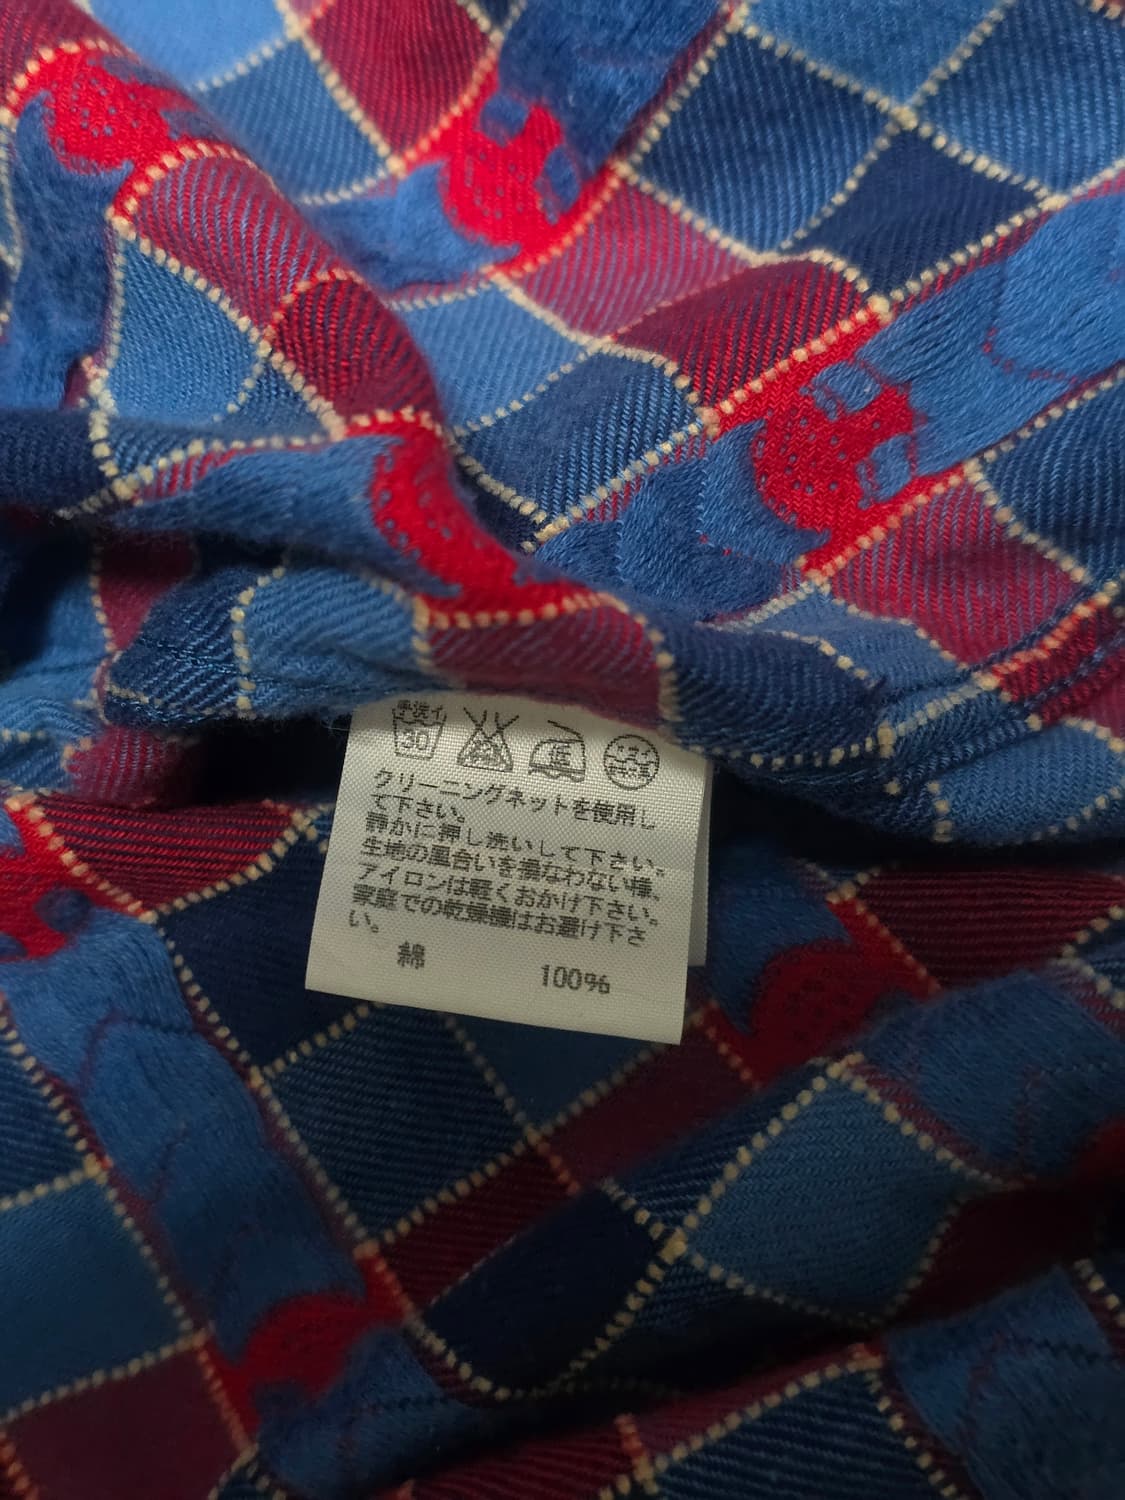 手洗イ
30
クリーニングネットを使用し
て下さい。
静かに押し洗いして下さい。
生地の風合いを損なわない様、
アイロンは軽くおかけ下さい。
家庭での乾燥機はお避け下さ
い。
綿 100%